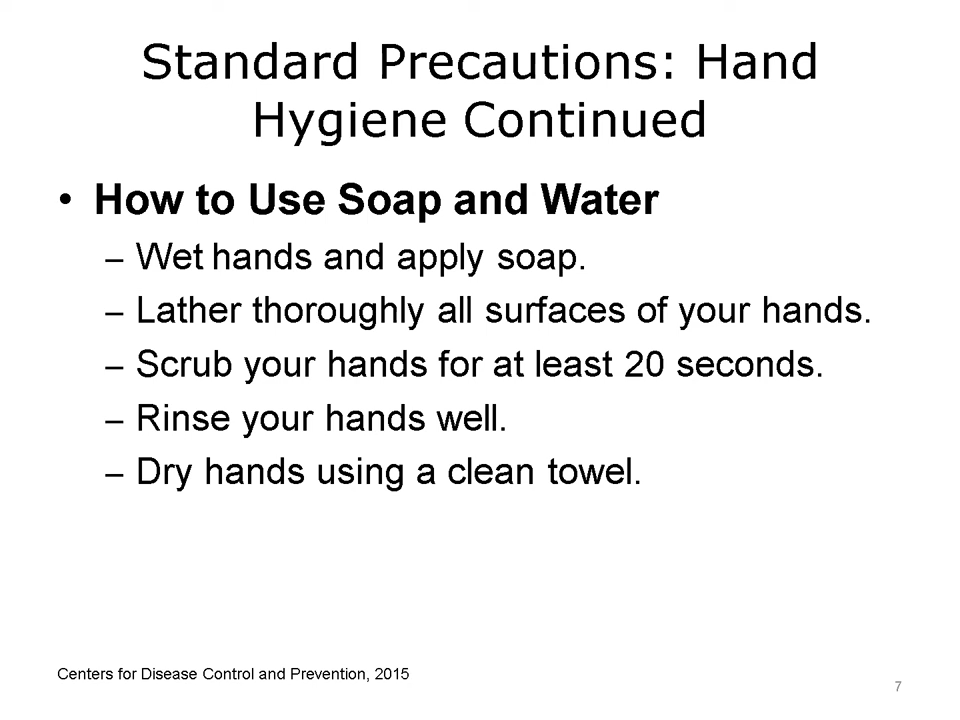 Standard Precautions: Hand
Hygiene Continued
• How to Use Soap and Water
– Wet hands and apply soap.
– Lather thoroughly all surfaces of your hands.
– Scrub your hands for at least 20 seconds.
– Rinse your hands well.
– Dry hands using a clean towel.
Centers for Disease Control and Prevention, 2015
7